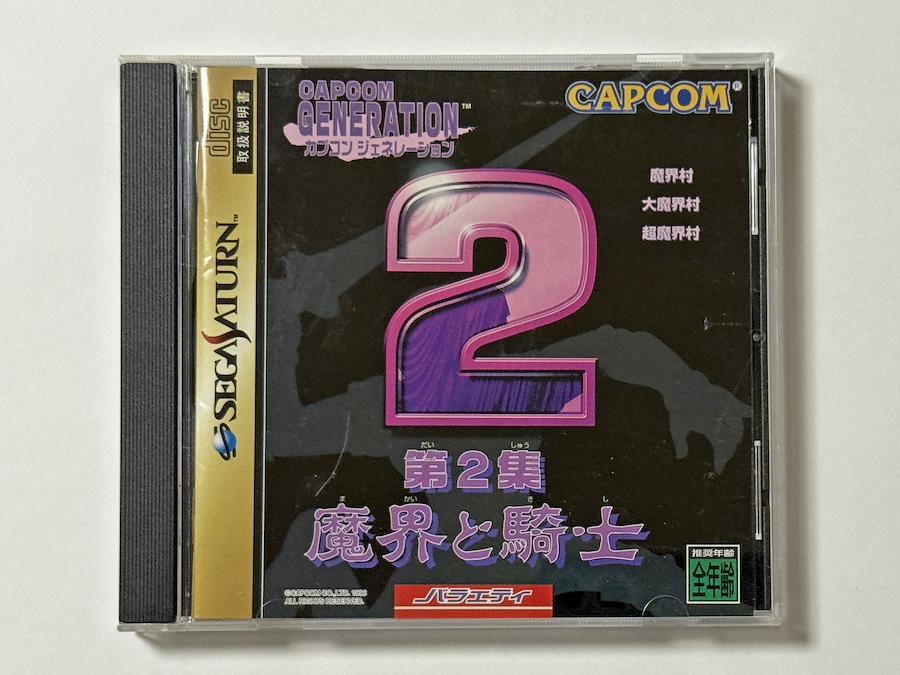 DISC
取扱説明書
SEGA SATURN™
CAPCOM
GENERATION™
カプコン ジェネレーション
CAPCOM®
魔界村
大魔界村
超魔界村
2
だい しゅう
第2集
ま かい き し
魔界と騎士
©CAPCOM CO., LTD. 1998
ALL RIGHTS RESERVED.
バラエティ
推奨年齢
全年齢